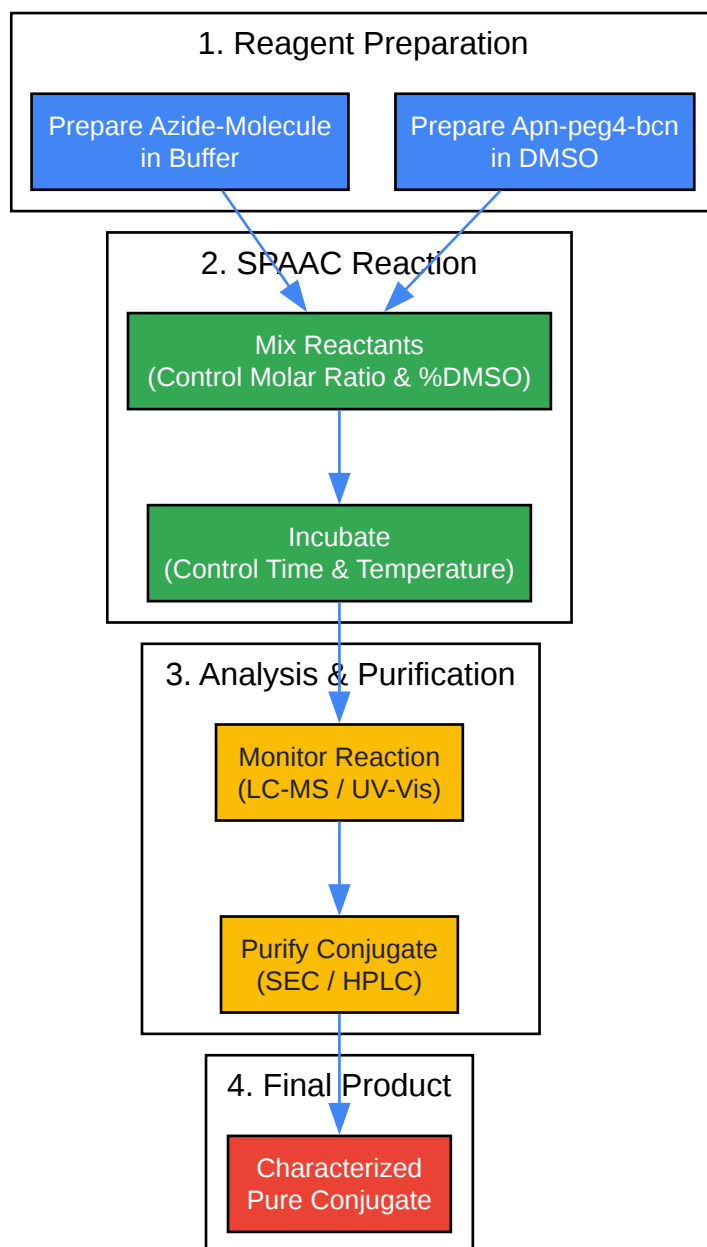 1. Reagent Preparation
Prepare Azide-Molecule
in Buffer
Prepare Apn-peg4-bcn
in DMSO
2. SPAAC Reaction
Mix Reactants
(Control Molar Ratio & %DMSO)
Incubate
(Control Time & Temperature)
3. Analysis & Purification
Monitor Reaction
(LC-MS / UV-Vis)
Purify Conjugate
(SEC / HPLC)
4. Final Product
Characterized
Pure Conjugate